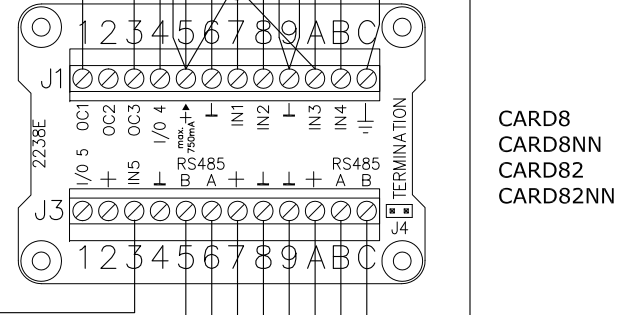 1 2 3 4 5 6 7 8 9 A B C
J1
OC1 OC2 OC3 I/O 4 + ⊥ IN1 IN2 ⊥ IN3 IN4
max.
750mA
2238E
TERMINATION
RS485 RS485
I/O 5 + IN5 ⊥ B A + ⊥ ⊥ + A B
J3
J4
1 2 3 4 5 6 7 8 9 A B C
CARD8
CARD8NN
CARD82
CARD82NN